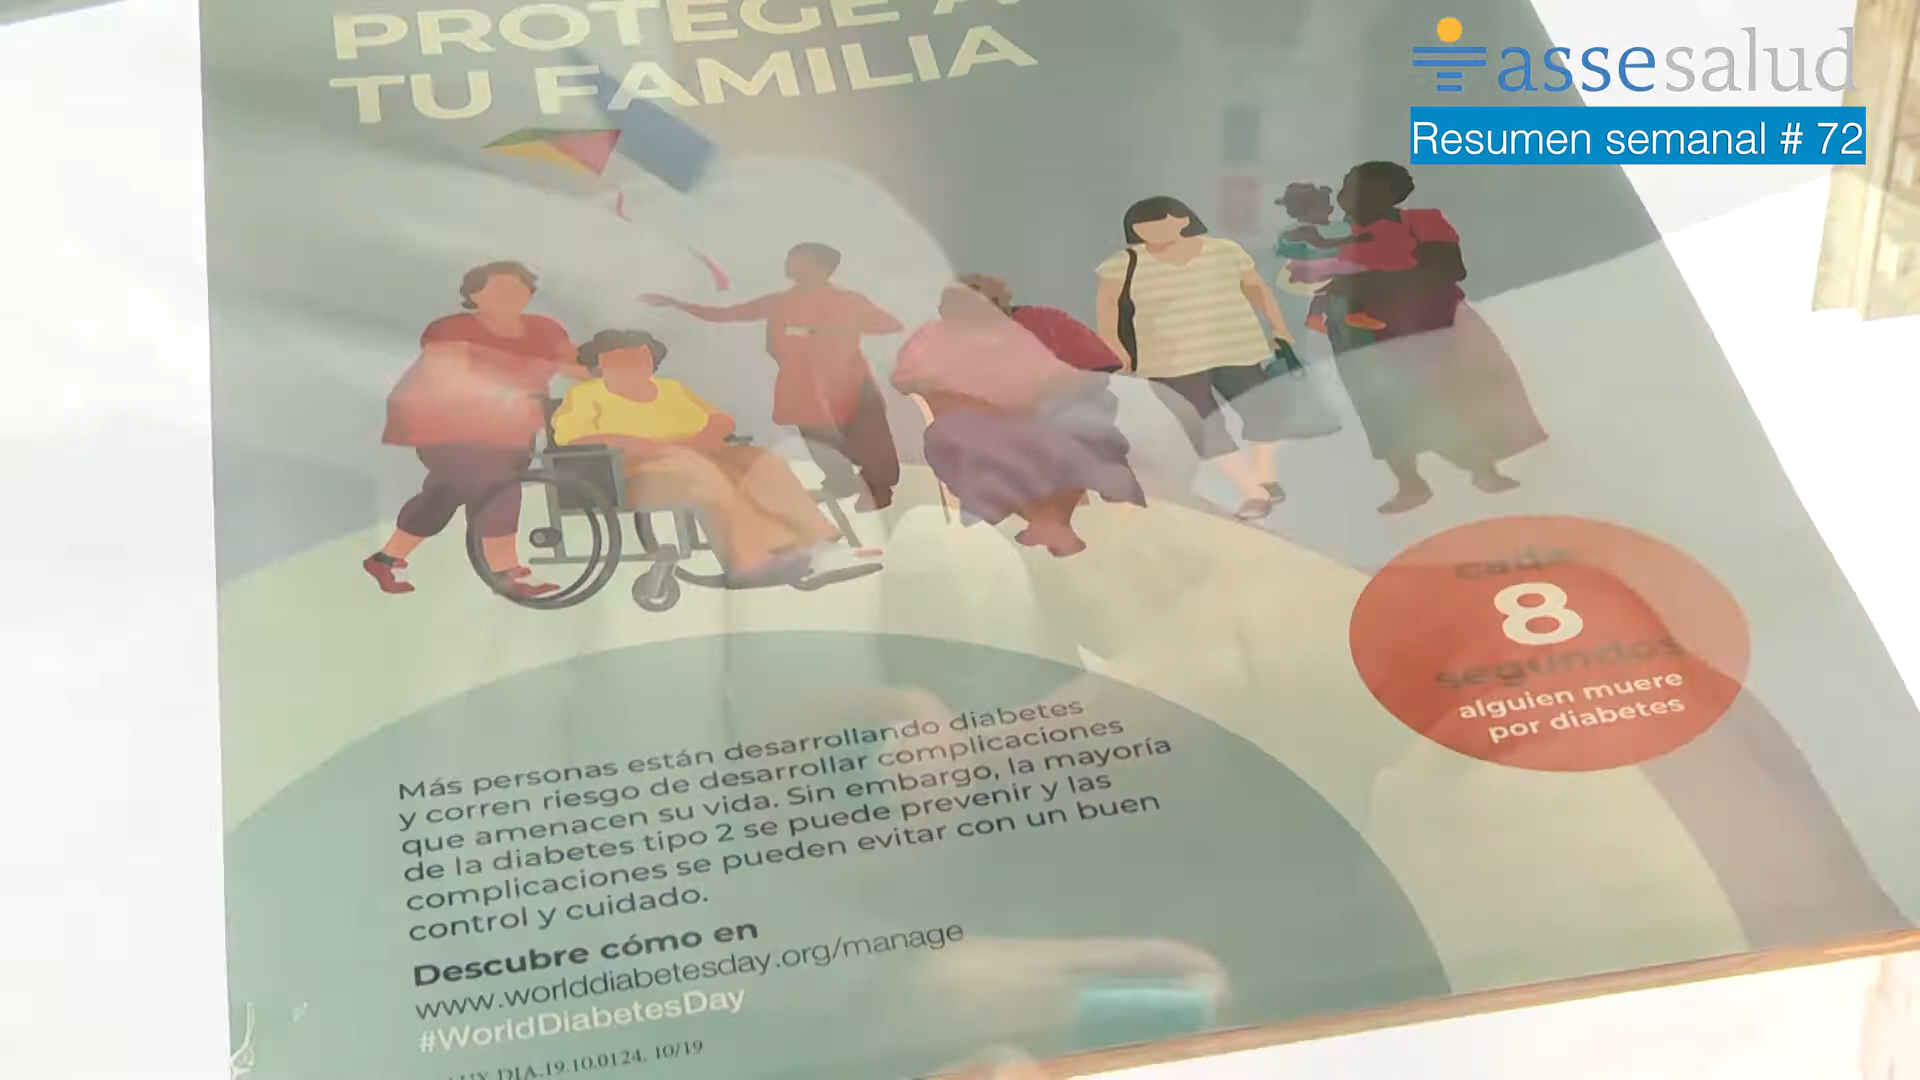 PROTEGE A
TU FAMILIA
assesalud
Resumen semanal # 72
cada
8
segundos
alguien muere
por diabetes
Más personas están desarrollando diabetes
y corren riesgo de desarrollar complicaciones
que amenacen su vida. Sin embargo, la mayoría
de la diabetes tipo 2 se puede prevenir y las
complicaciones se pueden evitar con un buen
control y cuidado.
Descubre cómo en
www.worlddiabetesday.org/manage
#WorldDiabetesDay
DIA.19.10.0124. 10/19